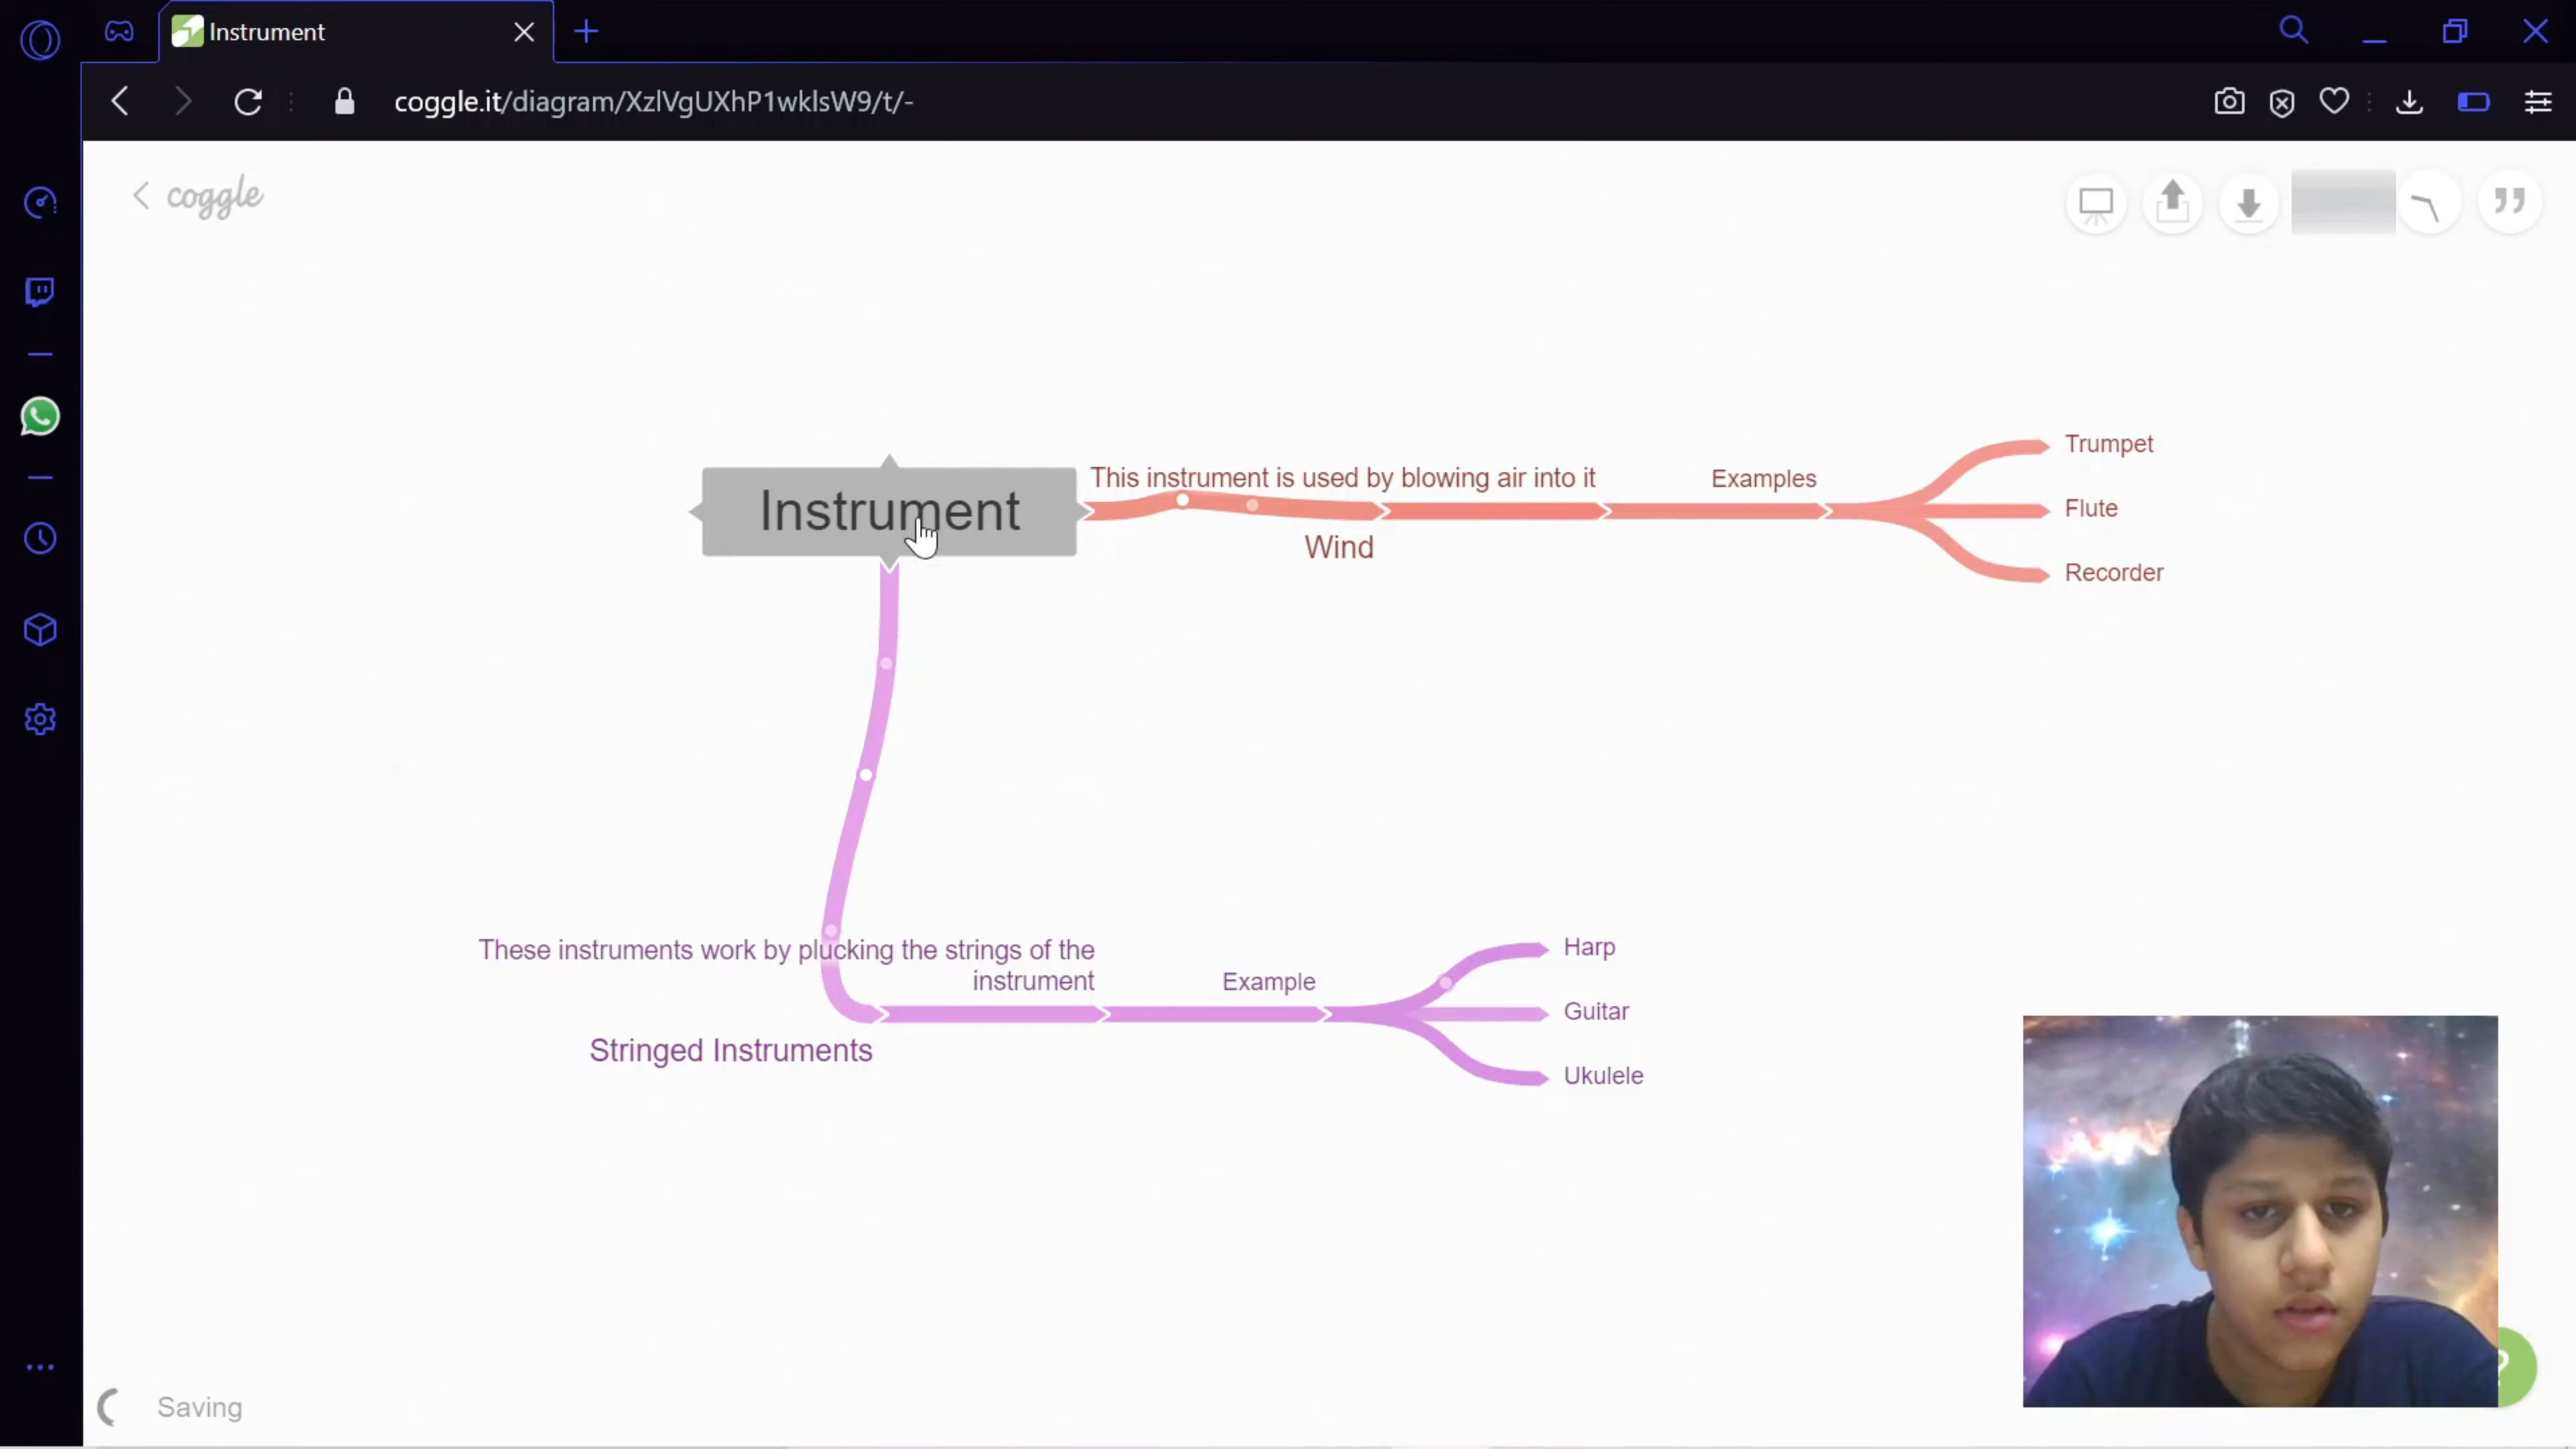 Instrument
coggle.it/diagram/XzlVgUXhP1wklsW9/t/-
coggle
Instrument
This instrument is used by blowing air into it
Wind
Examples
Trumpet
Flute
Recorder
These instruments work by plucking the strings of the
instrument
Stringed Instruments
Example
Harp
Guitar
Ukulele
Saving
?